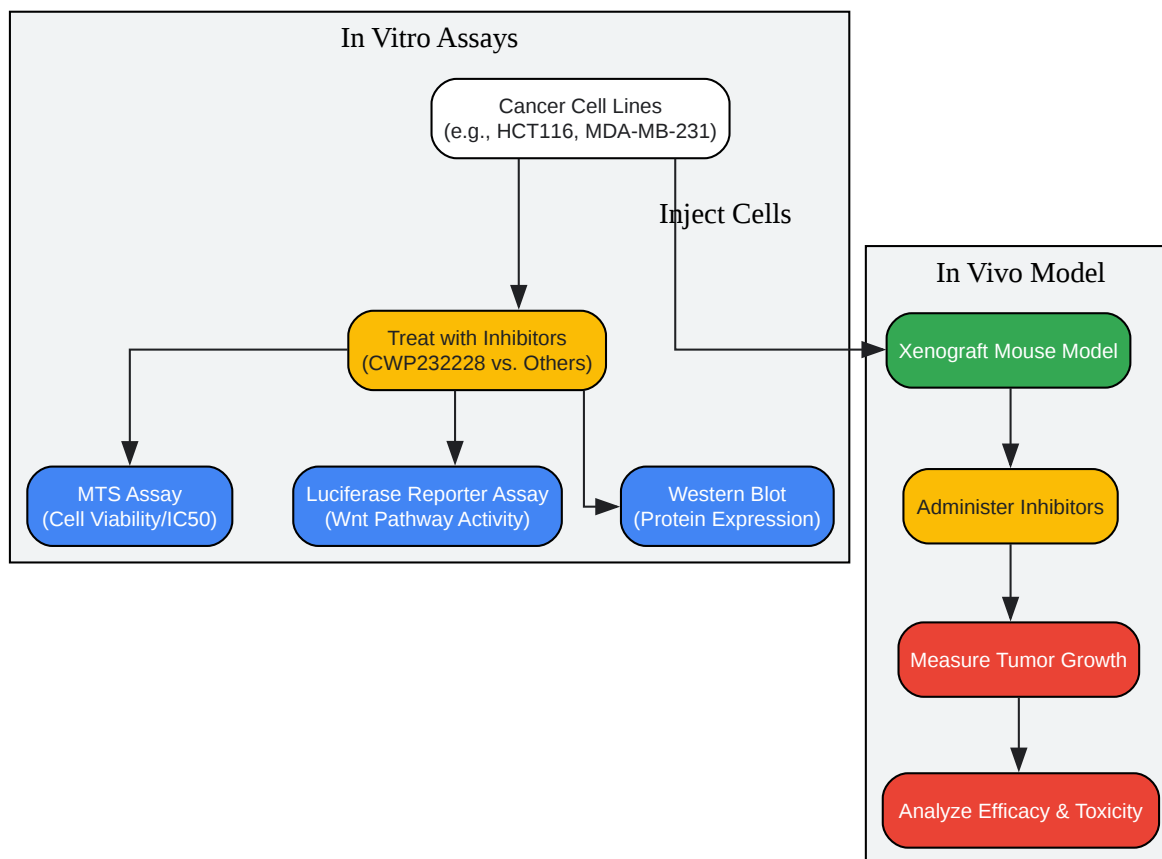 In Vitro Assays
Cancer Cell Lines
(e.g., HCT116, MDA-MB-231)
Inject Cells
Treat with Inhibitors
(CWP232228 vs. Others)
MTS Assay
(Cell Viability/IC50)
Luciferase Reporter Assay
(Wnt Pathway Activity)
Western Blot
(Protein Expression)
In Vivo Model
Xenograft Mouse Model
Administer Inhibitors
Measure Tumor Growth
Analyze Efficacy & Toxicity